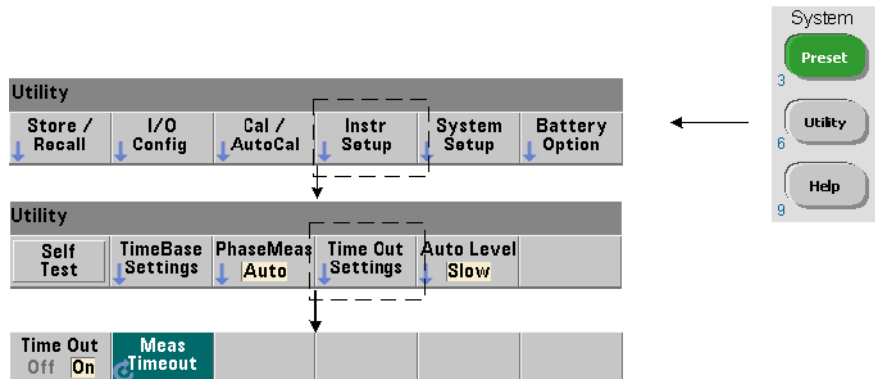 System
Preset
3
Utility
6
Help
9
Utility
Store / Recall
I/O Config
Cal / AutoCal
Instr Setup
System Setup
Battery Option
Utility
Self Test
TimeBase Settings
PhaseMeas Auto
Time Out Settings
Auto Level Slow
Time Out Off On
Meas Timeout